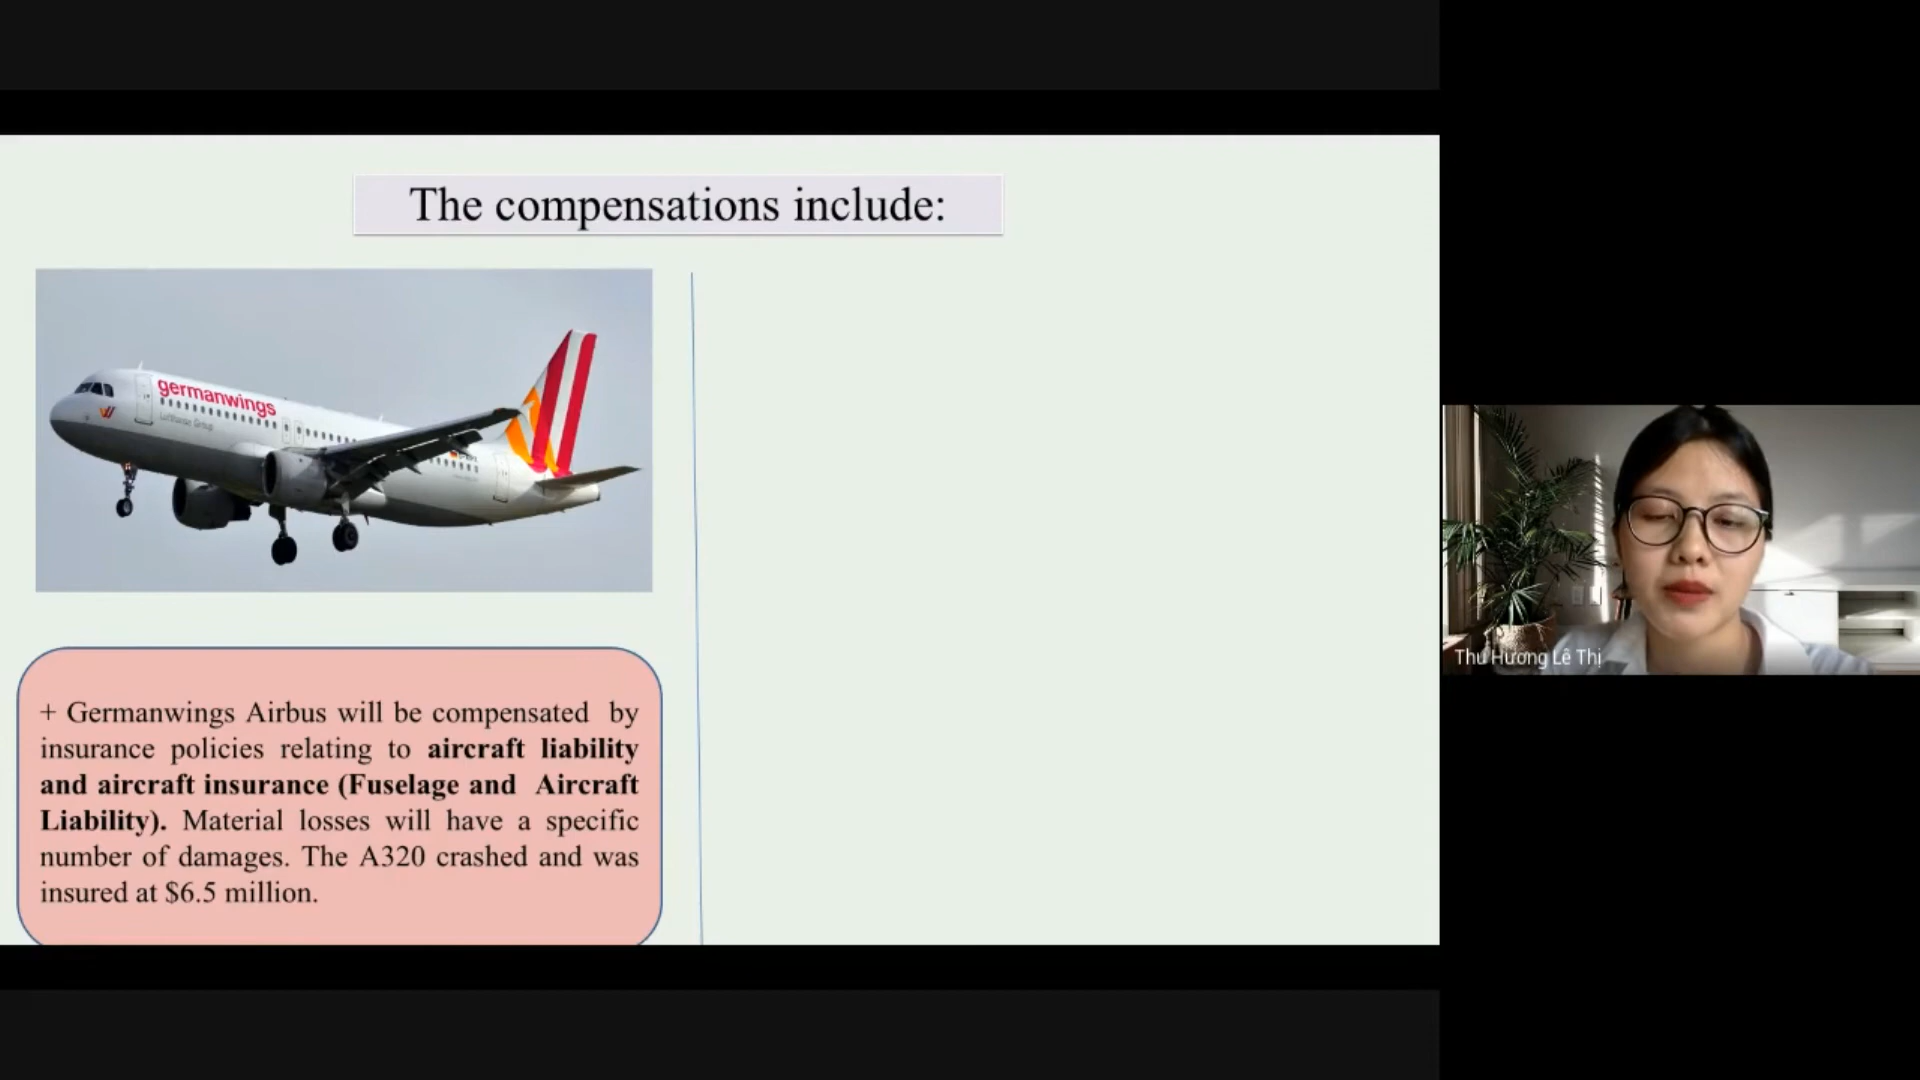 The compensations include:
germanwings
Lufthansa Group
+ Germanwings Airbus will be compensated by
insurance policies relating to aircraft liability
and aircraft insurance (Fuselage and Aircraft
Liability). Material losses will have a specific
number of damages. The A320 crashed and was
insured at $6.5 million.
Thu Hương Lê Thị